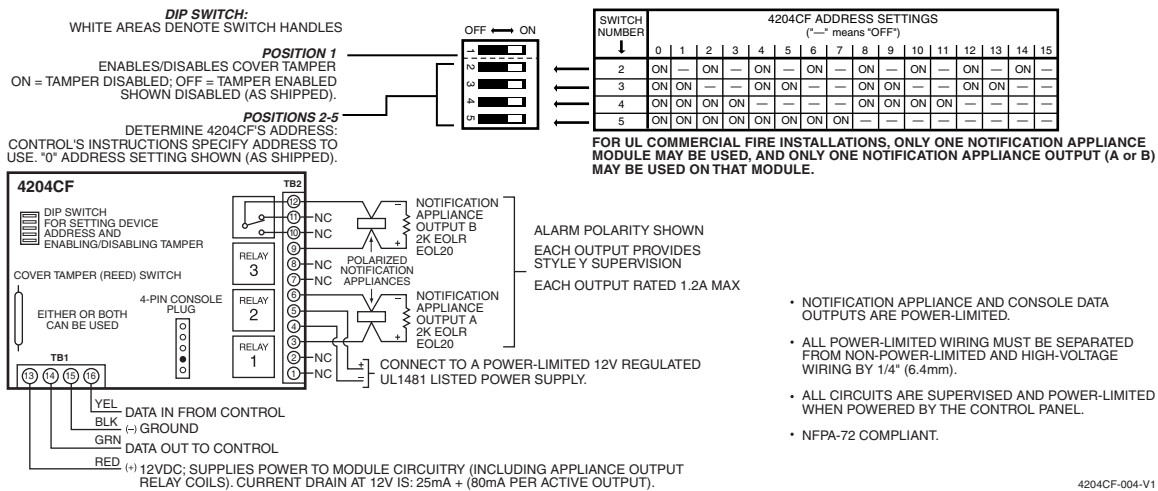 DIP SWITCH:
WHITE AREAS DENOTE SWITCH HANDLES
POSITION 1
ENABLES/DISABLES COVER TAMPER
ON = TAMPER DISABLED; OFF = TAMPER ENABLED
SHOWN DISABLED (AS SHIPPED).
POSITIONS 2-5
DETERMINE 4204CF'S ADDRESS:
CONTROL'S INSTRUCTIONS SPECIFY ADDRESS TO
USE. "0" ADDRESS SETTING SHOWN (AS SHIPPED).
OFF ON
1
2
3
4
5
SWITCH NUMBER
4204CF ADDRESS SETTINGS
("—" means "OFF")
0 1 2 3 4 5 6 7 8 9 10 11 12 13 14 15
2 ON — ON — ON — ON — ON — ON — ON — ON —
3 ON ON — — ON ON — — ON ON — — ON ON — —
4 ON ON ON ON — — — — ON ON ON ON — — — —
5 ON ON ON ON ON ON ON ON — — — — — — — —
FOR UL COMMERCIAL FIRE INSTALLATIONS, ONLY ONE NOTIFICATION APPLIANCE
MODULE MAY BE USED, AND ONLY ONE NOTIFICATION APPLIANCE OUTPUT (A or B)
MAY BE USED ON THAT MODULE.
4204CF
TB2
DIP SWITCH
FOR SETTING DEVICE
ADDRESS AND
ENABLING/DISABLING TAMPER
COVER TAMPER (REED) SWITCH
EITHER OR BOTH
CAN BE USED
4-PIN CONSOLE
PLUG
RELAY
3
RELAY
2
RELAY
1
12
11 NC
10 NC
9
8 NC
7 NC
6
5
4
3
2 NC
1 NC
– +
NOTIFICATION
APPLIANCE
OUTPUT B
2K EOLR
EOL20
POLARIZED
NOTIFICATION
APPLIANCES
– +
NOTIFICATION
APPLIANCE
OUTPUT A
2K EOLR
EOL20
ALARM POLARITY SHOWN
EACH OUTPUT PROVIDES
STYLE Y SUPERVISION
EACH OUTPUT RATED 1.2A MAX
+ –
CONNECT TO A POWER-LIMITED 12V REGULATED
UL1481 LISTED POWER SUPPLY.
TB1
13 14 15 16
YEL DATA IN FROM CONTROL
BLK (–) GROUND
GRN DATA OUT TO CONTROL
RED (+) 12VDC; SUPPLIES POWER TO MODULE CIRCUITRY (INCLUDING APPLIANCE OUTPUT
RELAY COILS). CURRENT DRAIN AT 12V IS: 25mA + (80mA PER ACTIVE OUTPUT).
• NOTIFICATION APPLIANCE AND CONSOLE DATA
OUTPUTS ARE POWER-LIMITED.
• ALL POWER-LIMITED WIRING MUST BE SEPARATED
FROM NON-POWER-LIMITED AND HIGH-VOLTAGE
WIRING BY 1/4" (6.4mm).
• ALL CIRCUITS ARE SUPERVISED AND POWER-LIMITED
WHEN POWERED BY THE CONTROL PANEL.
• NFPA-72 COMPLIANT.
4204CF-004-V1